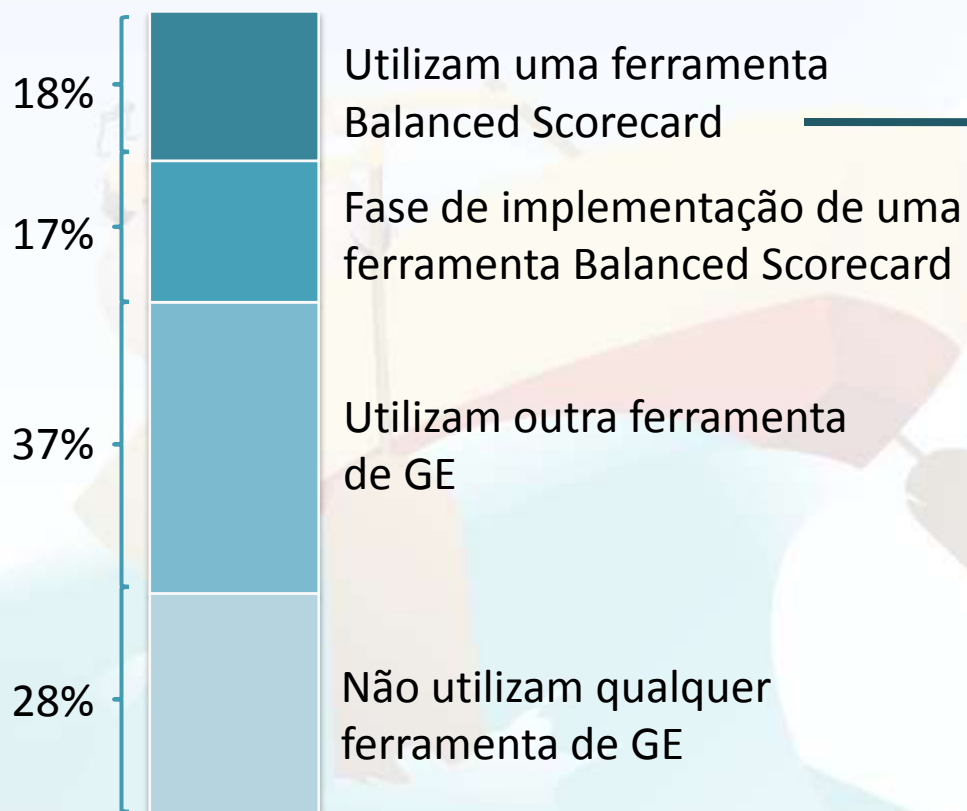 18%
Utilizam uma ferramenta
Balanced Scorecard
17%
Fase de implementação de uma
ferramenta Balanced Scorecard
37%
Utilizam outra ferramenta
de GE
28%
Não utilizam qualquer
ferramenta de GE